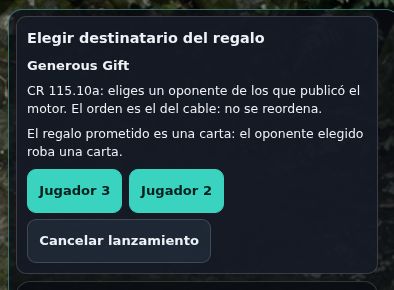 Elegir destinatario del regalo
Generous Gift
CR 115.10a: eliges un oponente de los que publicó el
motor. El orden es el del cable: no se reordena.
El regalo prometido es una carta: el oponente elegido
roba una carta.
Jugador 3
Jugador 2
Cancelar lanzamiento